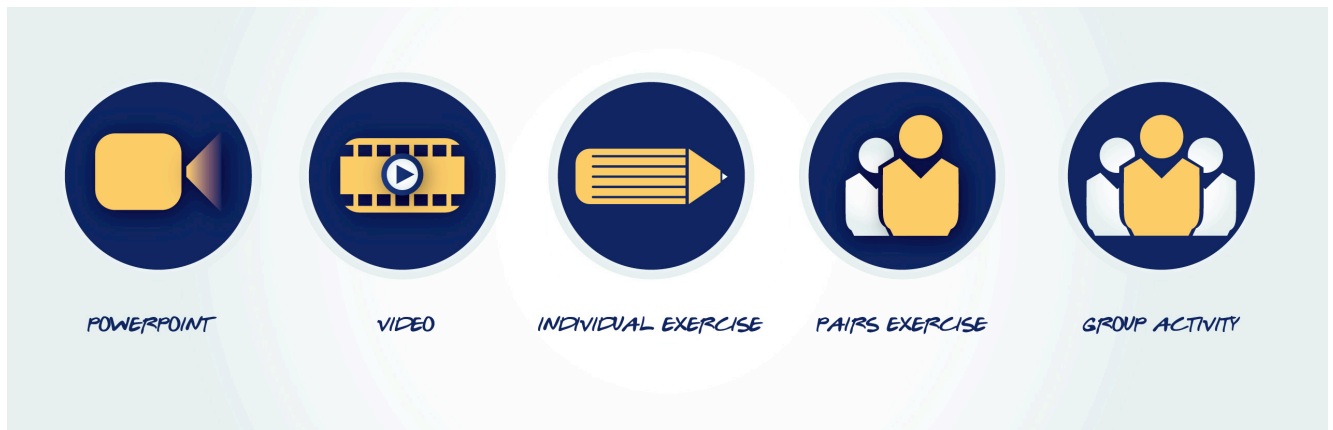 POWERPOINT
VIDEO
INDIVIDUAL EXERCISE
PAIRS EXERCISE
GROUP ACTIVITY